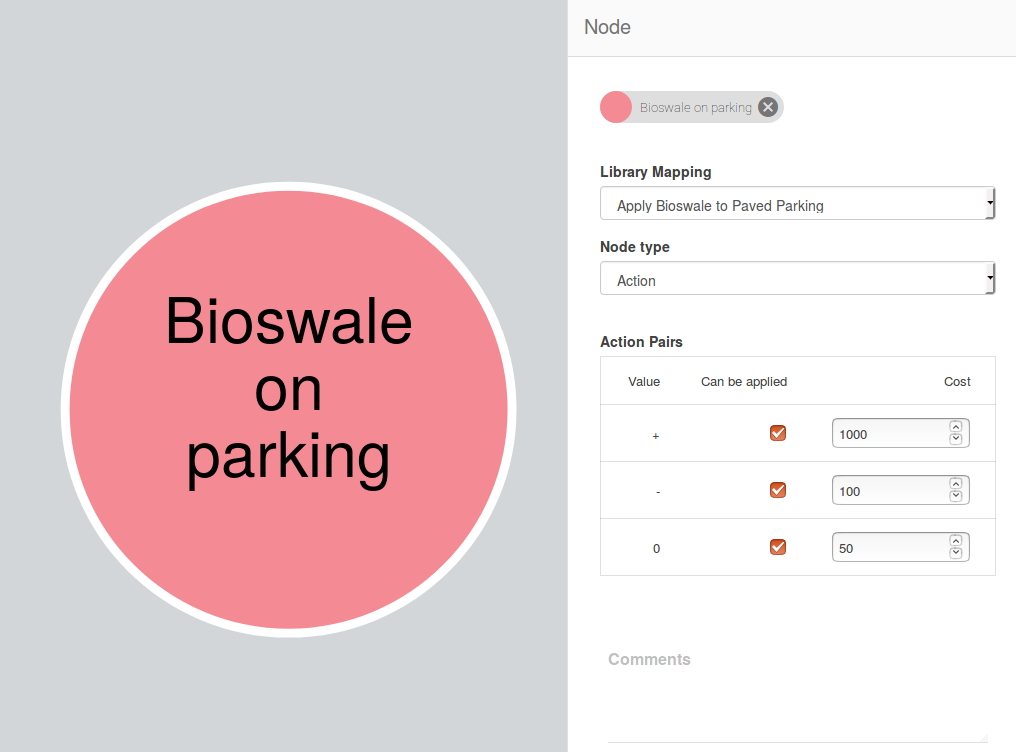 Bioswale
on
parking
Node
Bioswale on parking
Library Mapping
Apply Bioswale to Paved Parking
Node type
Action
Action Pairs
Value Can be applied Cost
+ 1000
- 100
0 50
Comments